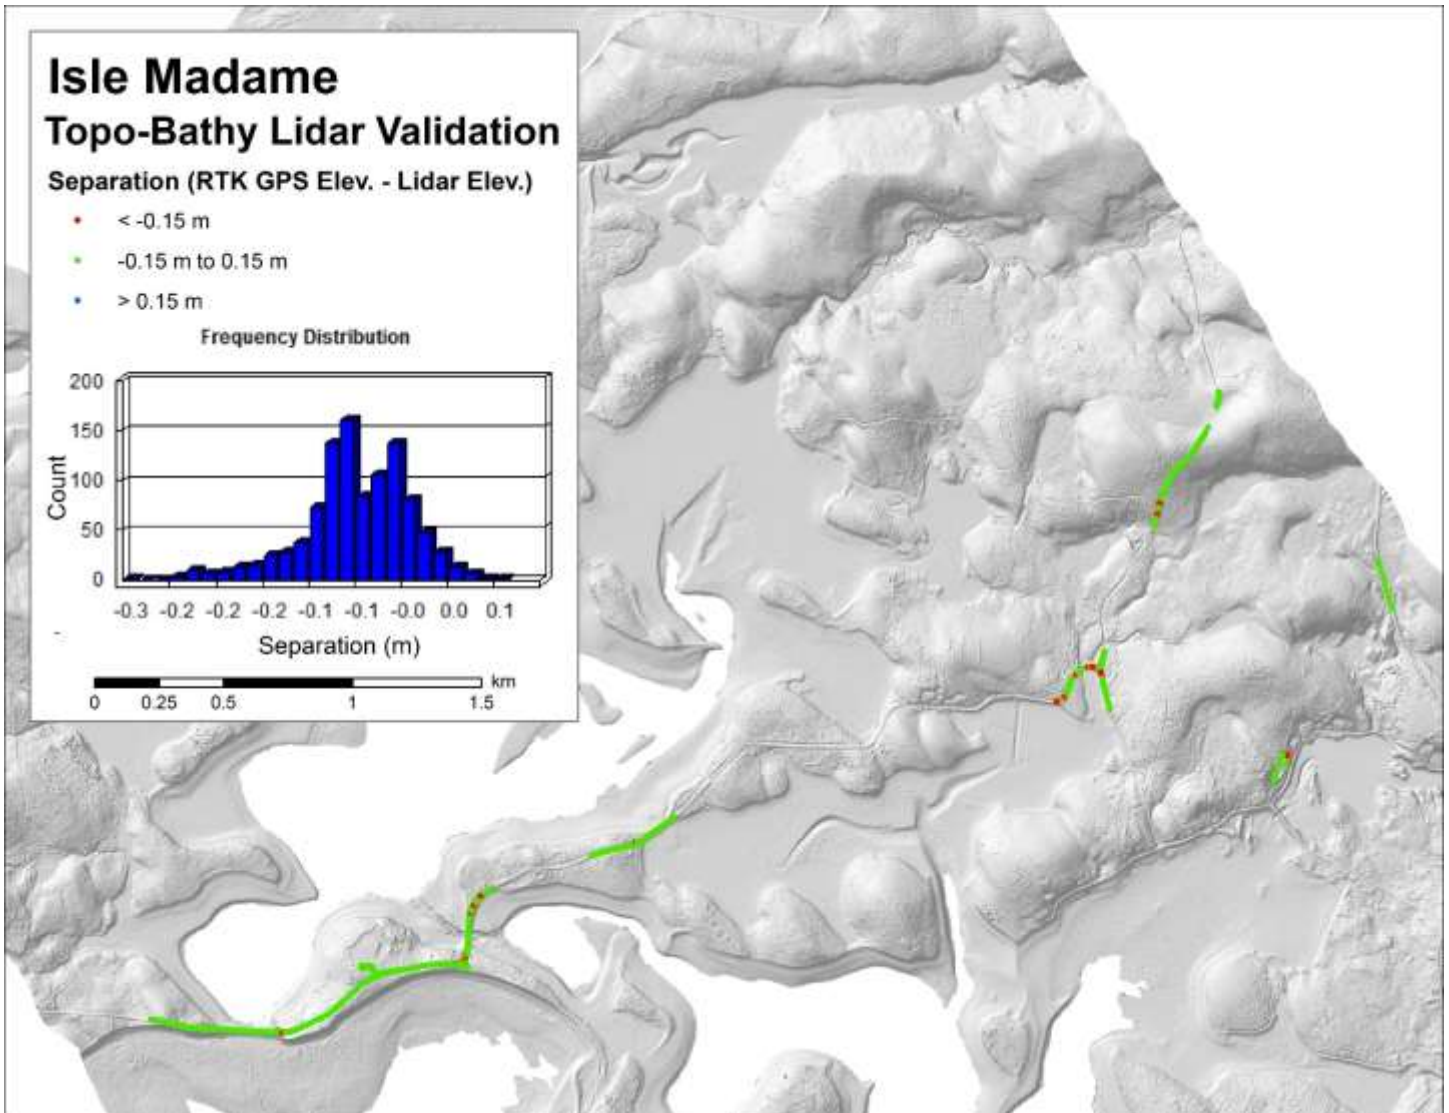 Isle Madame
Topo-Bathy Lidar Validation
Separation (RTK GPS Elev. - Lidar Elev.)
< -0.15 m
-0.15 m to 0.15 m
> 0.15 m
Frequency Distribution
200
150
100
50
0
Count
-0.3 -0.2 -0.2 -0.2 -0.1 -0.1 -0.0 0.0 0.1
Separation (m)
-
km
0 0.25 0.5 1 1.5